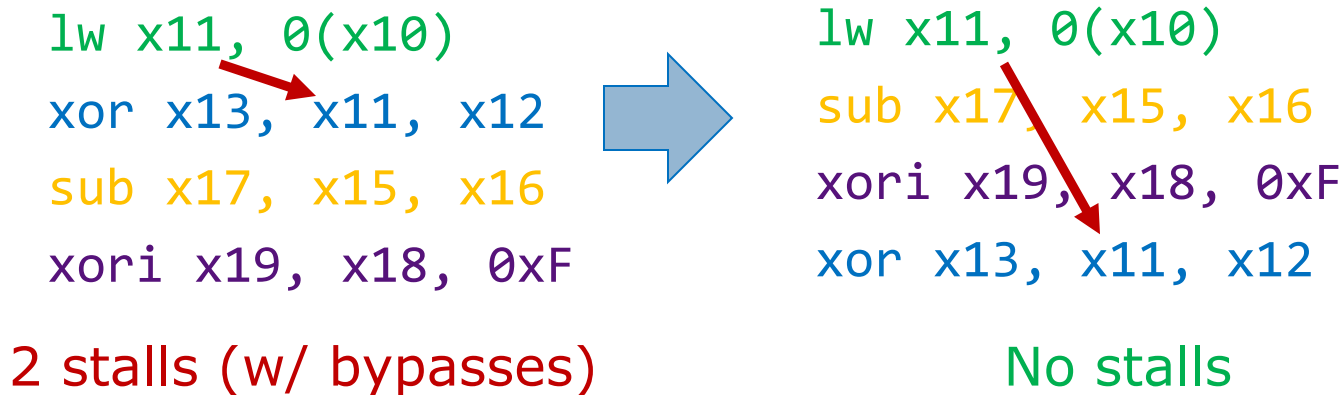 lw x11, 0(x10)
xor x13, x11, x12
sub x17, x15, x16
xori x19, x18, 0xF
2 stalls (w/ bypasses)
lw x11, 0(x10)
sub x17, x15, x16
xori x19, x18, 0xF
xor x13, x11, x12
No stalls